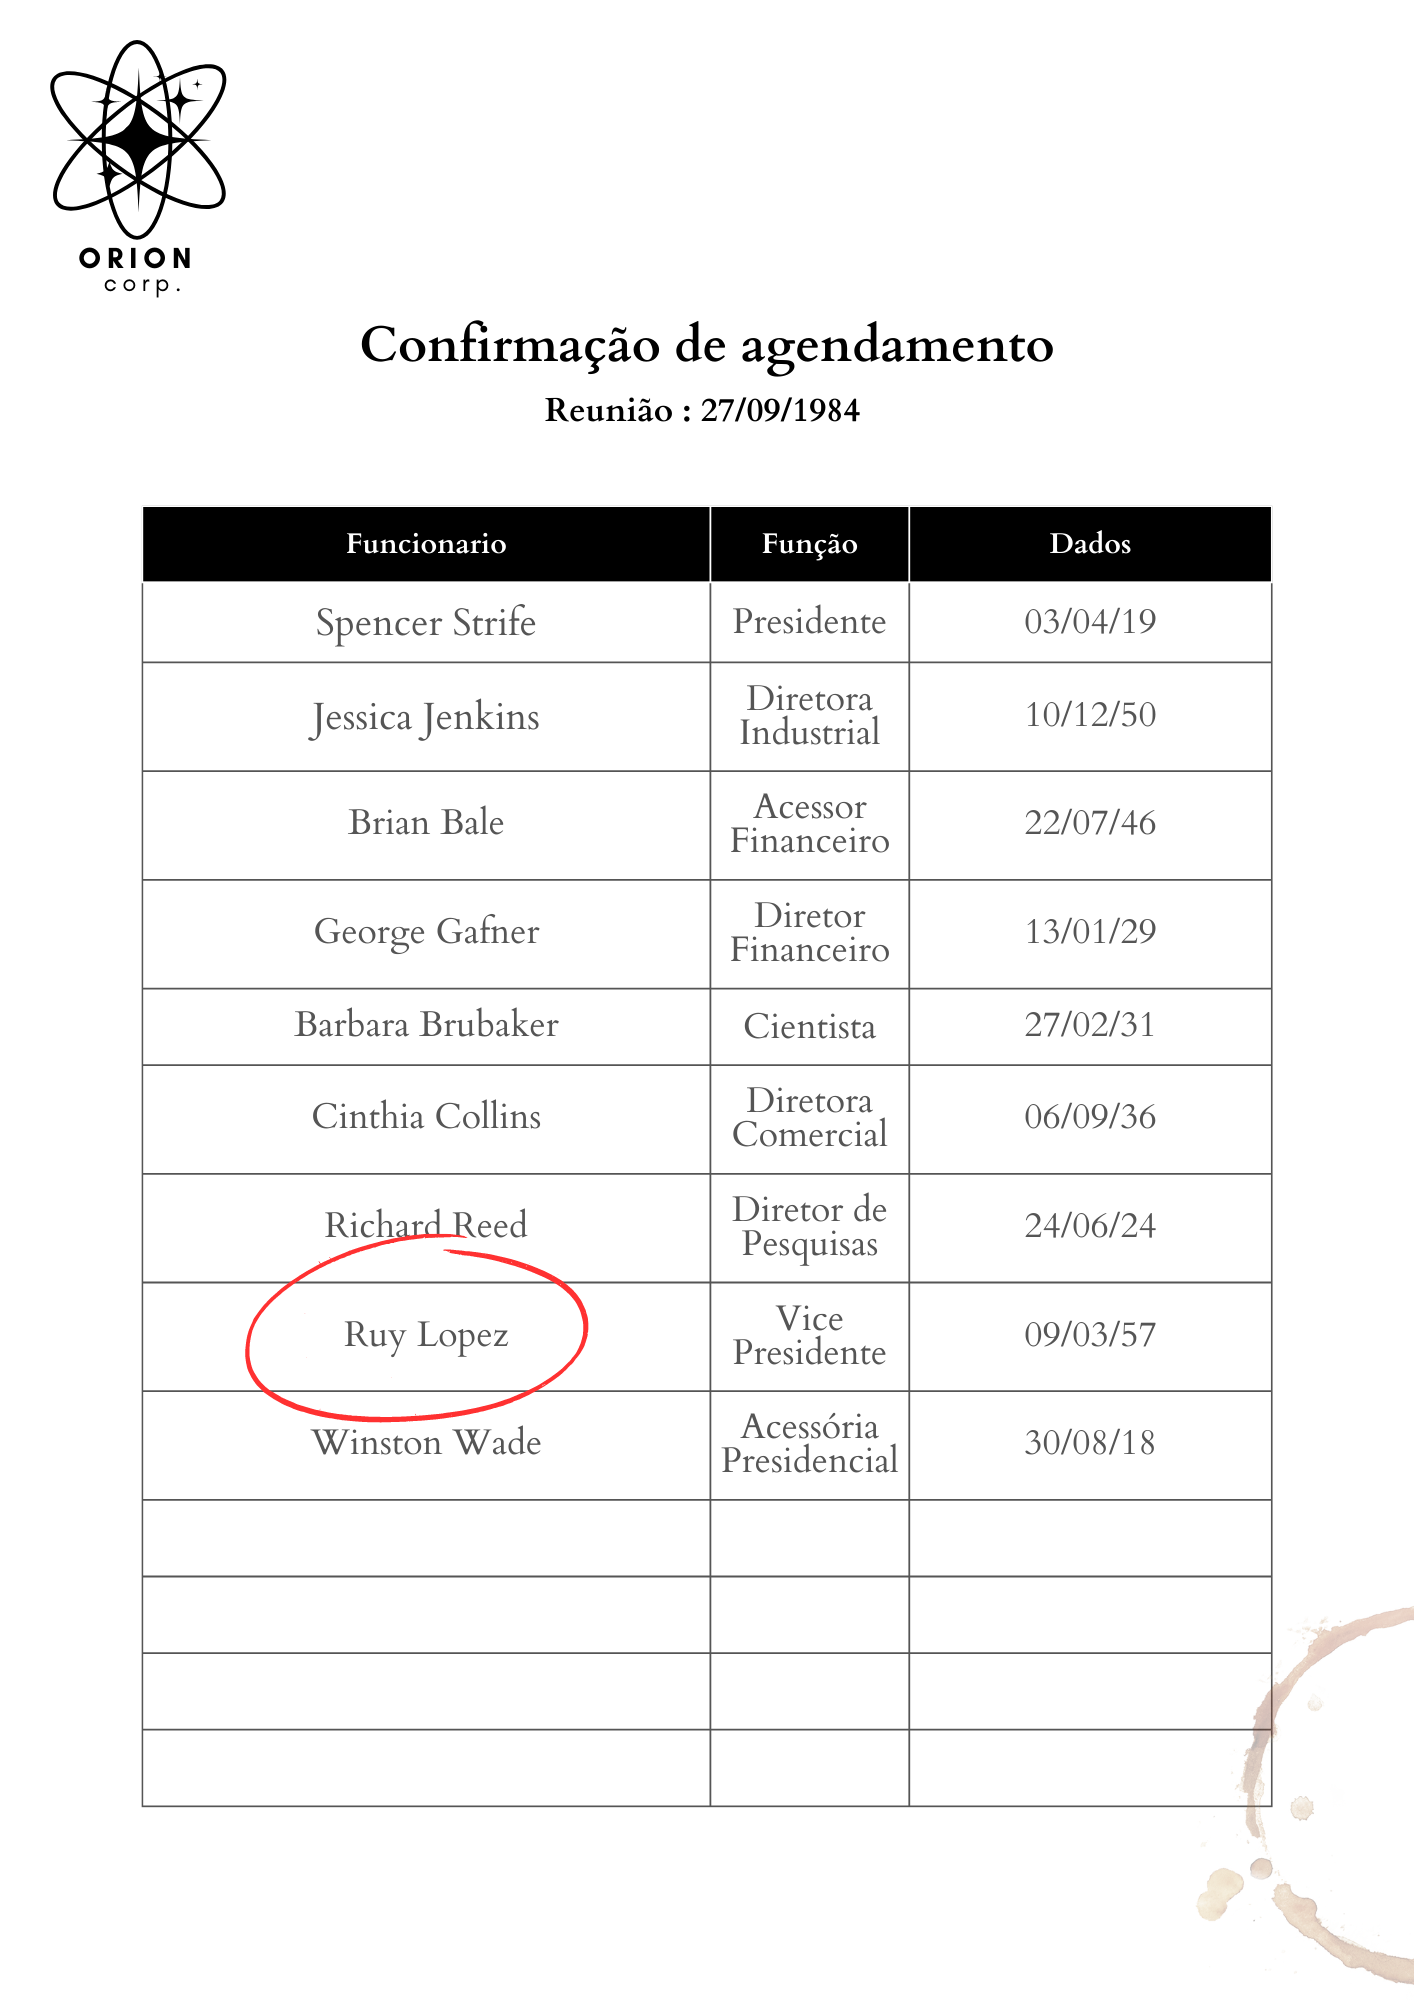 ORION
corp.
Confirmação de agendamento
Reunião : 27/09/1984
Funcionario Função Dados
Spencer Strife Presidente 03/04/19
Jessica Jenkins Diretora Industrial 10/12/50
Brian Bale Acessor Financeiro 22/07/46
George Gafner Diretor Financeiro 13/01/29
Barbara Brubaker Cientista 27/02/31
Cinthia Collins Diretora Comercial 06/09/36
Richard Reed Diretor de Pesquisas 24/06/24
Ruy Lopez Vice Presidente 09/03/57
Winston Wade Acessória Presidencial 30/08/18